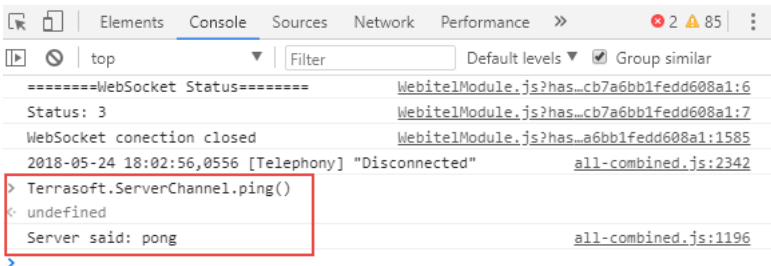 Elements Console Sources Network Performance » 2 85
top Filter Default levels Group similar
========WebSocket Status======== WebitelModule.js?has…cb7a6bb1fedd608a1:6
Status: 3 WebitelModule.js?has…cb7a6bb1fedd608a1:7
WebSocket conection closed WebitelModule.js?has…a6bb1fedd608a1:1585
2018-05-24 18:02:56,0556 [Telephony] "Disconnected" all-combined.js:2342
> Terrasoft.ServerChannel.ping()
undefined
Server said: pong all-combined.js:1196
>